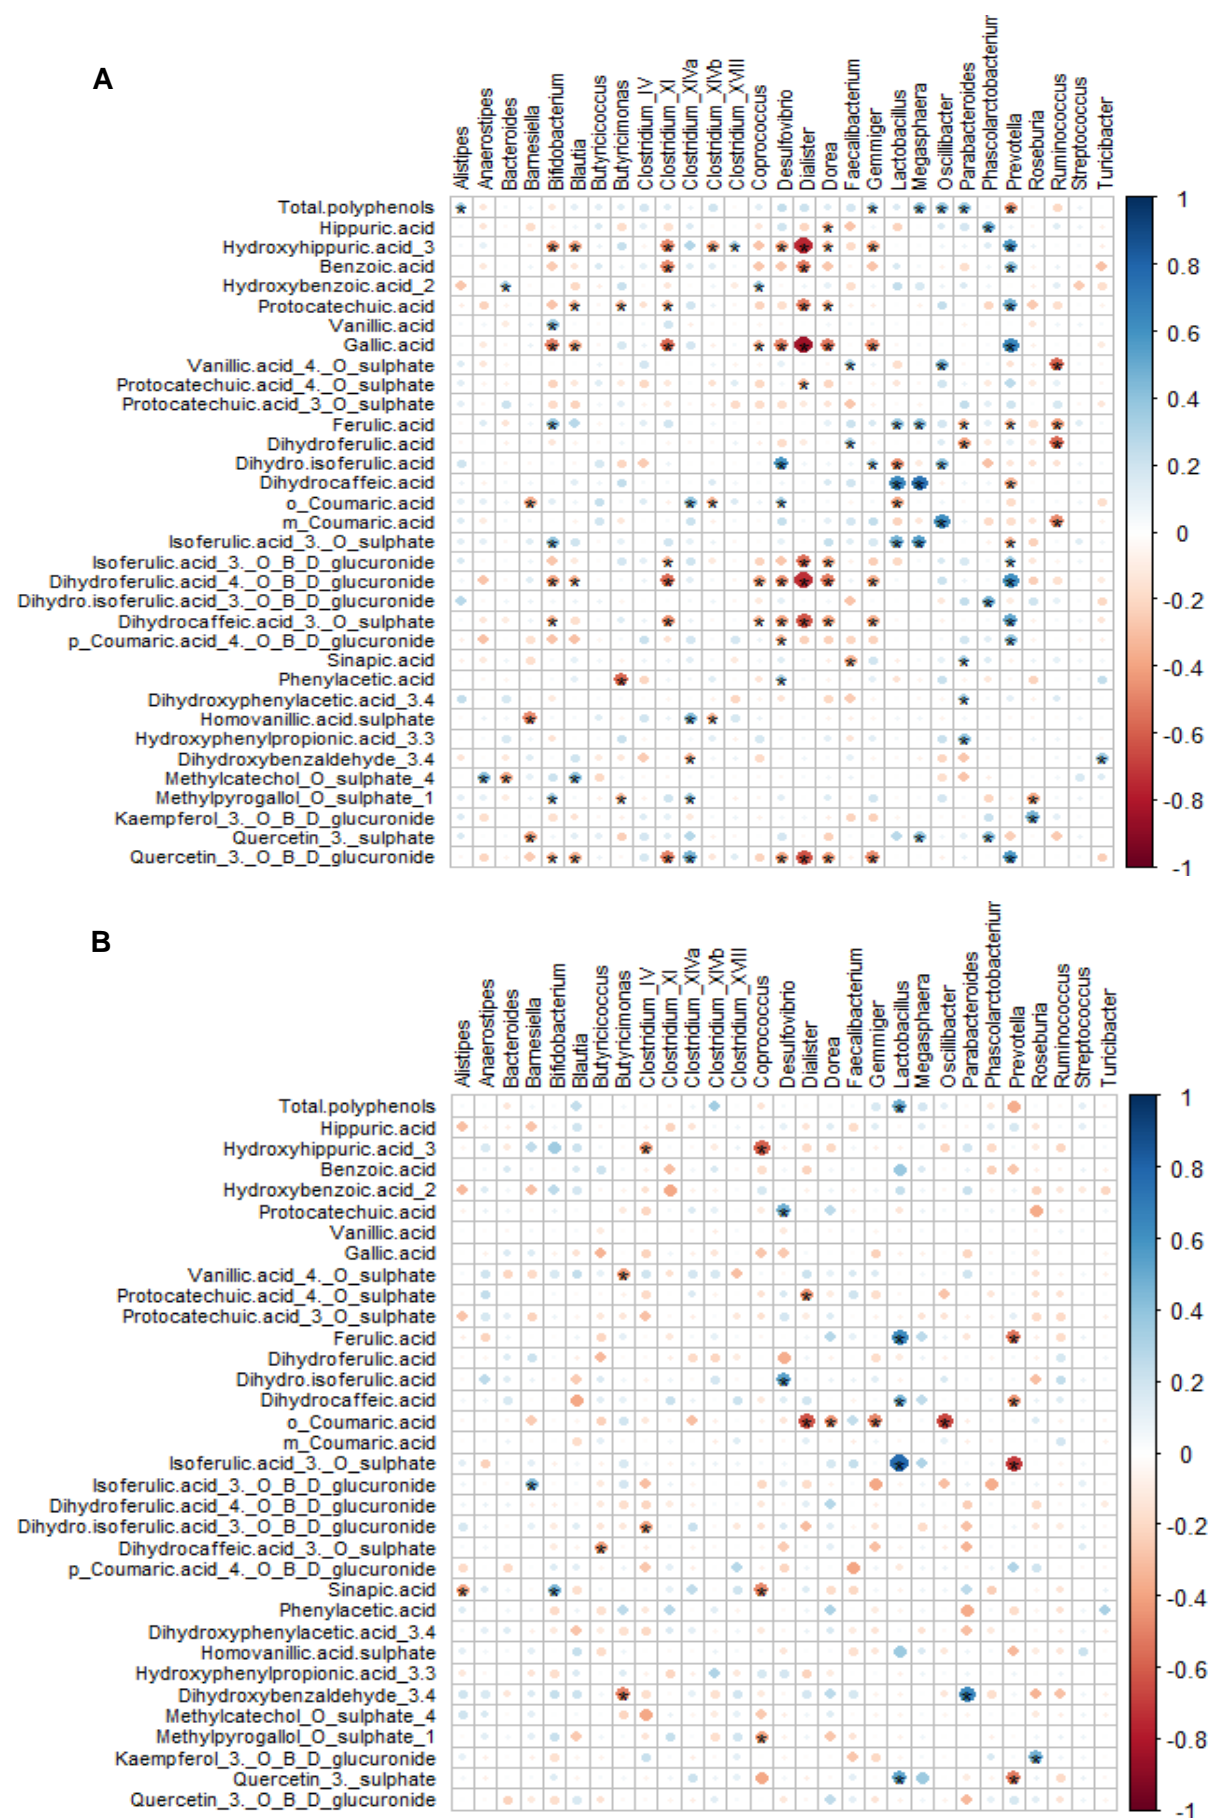 A
Alistipes
Anaerostipes
Bacteroides
Barnesiella
Bifidobacterium
Blautia
Butyricicoccus
Butyricimonas
Clostridium_IV
Clostridium_XI
Clostridium_XIVa
Clostridium_XIVb
Clostridium_XVIII
Coprococcus
Desulfovibrio
Dialister
Dorea
Faecalibacterium
Gemmiger
Lactobacillus
Megasphaera
Oscillibacter
Parabacteroides
Phascolarctobacterium
Prevotella
Roseburia
Ruminococcus
Streptococcus
Turicibacter
Total.polyphenols
Hippuric.acid
Hydroxyhippuric.acid_3
Benzoic.acid
Hydroxybenzoic.acid_2
Protocatechuic.acid
Vanillic.acid
Gallic.acid
Vanillic.acid_4._O_sulphate
Protocatechuic.acid_4._O_sulphate
Protocatechuic.acid_3_O_sulphate
Ferulic.acid
Dihydroferulic.acid
Dihydro.isoferulic.acid
Dihydrocaffeic.acid
o_Coumaric.acid
m_Coumaric.acid
Isoferulic.acid_3._O_sulphate
Isoferulic.acid_3._O_B_D_glucuronide
Dihydroferulic.acid_4._O_B_D_glucuronide
Dihydro.isoferulic.acid_3._O_B_D_glucuronide
Dihydrocaffeic.acid_3._O_sulphate
p_Coumaric.acid_4._O_B_D_glucuronide
Sinapic.acid
Phenylacetic.acid
Dihydroxyphenylacetic.acid_3.4
Homovanillic.acid.sulphate
Hydroxyphenylpropionic.acid_3.3
Dihydroxybenzaldehyde_3.4
Methylcatechol_O_sulphate_4
Methylpyrogallol_O_sulphate_1
Kaempferol_3._O_B_D_glucuronide
Quercetin_3._sulphate
Quercetin_3._O_B_D_glucuronide
1
0.8
0.6
0.4
0.2
0
-0.2
-0.4
-0.6
-0.8
-1
B
Alistipes
Anaerostipes
Bacteroides
Barnesiella
Bifidobacterium
Blautia
Butyricicoccus
Butyricimonas
Clostridium_IV
Clostridium_XI
Clostridium_XIVa
Clostridium_XIVb
Clostridium_XVIII
Coprococcus
Desulfovibrio
Dialister
Dorea
Faecalibacterium
Gemmiger
Lactobacillus
Megasphaera
Oscillibacter
Parabacteroides
Phascolarctobacterium
Prevotella
Roseburia
Ruminococcus
Streptococcus
Turicibacter
Total.polyphenols
Hippuric.acid
Hydroxyhippuric.acid_3
Benzoic.acid
Hydroxybenzoic.acid_2
Protocatechuic.acid
Vanillic.acid
Gallic.acid
Vanillic.acid_4._O_sulphate
Protocatechuic.acid_4._O_sulphate
Protocatechuic.acid_3_O_sulphate
Ferulic.acid
Dihydroferulic.acid
Dihydro.isoferulic.acid
Dihydrocaffeic.acid
o_Coumaric.acid
m_Coumaric.acid
Isoferulic.acid_3._O_sulphate
Isoferulic.acid_3._O_B_D_glucuronide
Dihydroferulic.acid_4._O_B_D_glucuronide
Dihydro.isoferulic.acid_3._O_B_D_glucuronide
Dihydrocaffeic.acid_3._O_sulphate
p_Coumaric.acid_4._O_B_D_glucuronide
Sinapic.acid
Phenylacetic.acid
Dihydroxyphenylacetic.acid_3.4
Homovanillic.acid.sulphate
Hydroxyphenylpropionic.acid_3.3
Dihydroxybenzaldehyde_3.4
Methylcatechol_O_sulphate_4
Methylpyrogallol_O_sulphate_1
Kaempferol_3._O_B_D_glucuronide
Quercetin_3._sulphate
Quercetin_3._O_B_D_glucuronide
1
0.8
0.6
0.4
0.2
0
-0.2
-0.4
-0.6
-0.8
-1